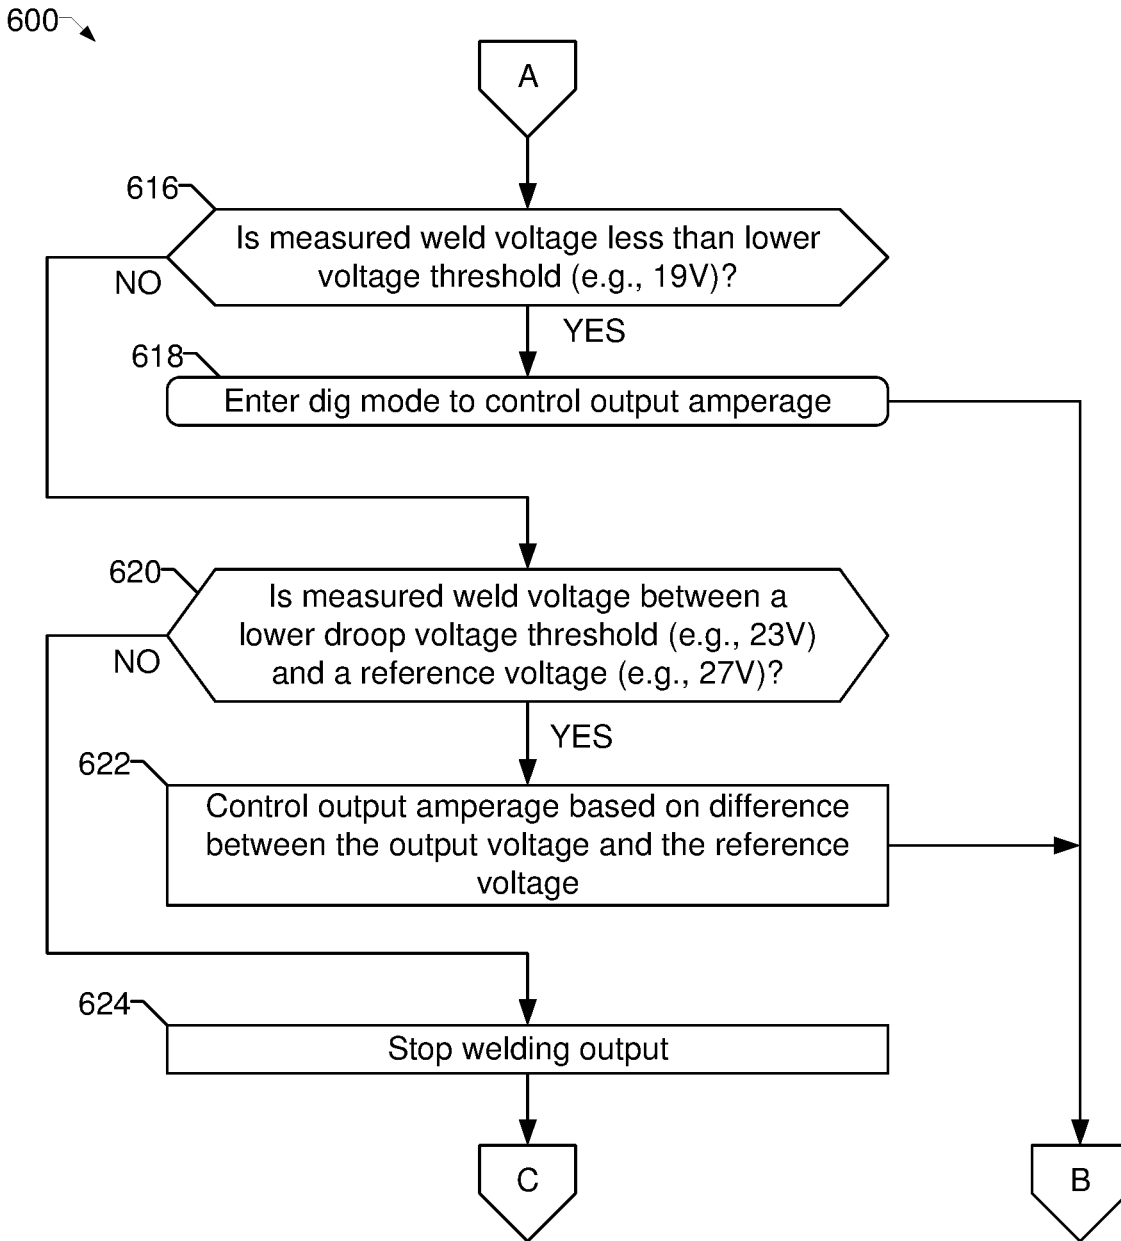 600
A
616
Is measured weld voltage less than lower
voltage threshold (e.g., 19V)?
NO
YES
618
Enter dig mode to control output amperage
620
Is measured weld voltage between a
lower droop voltage threshold (e.g., 23V)
and a reference voltage (e.g., 27V)?
NO
YES
622
Control output amperage based on difference
between the output voltage and the reference
voltage
624
Stop welding output
C
B